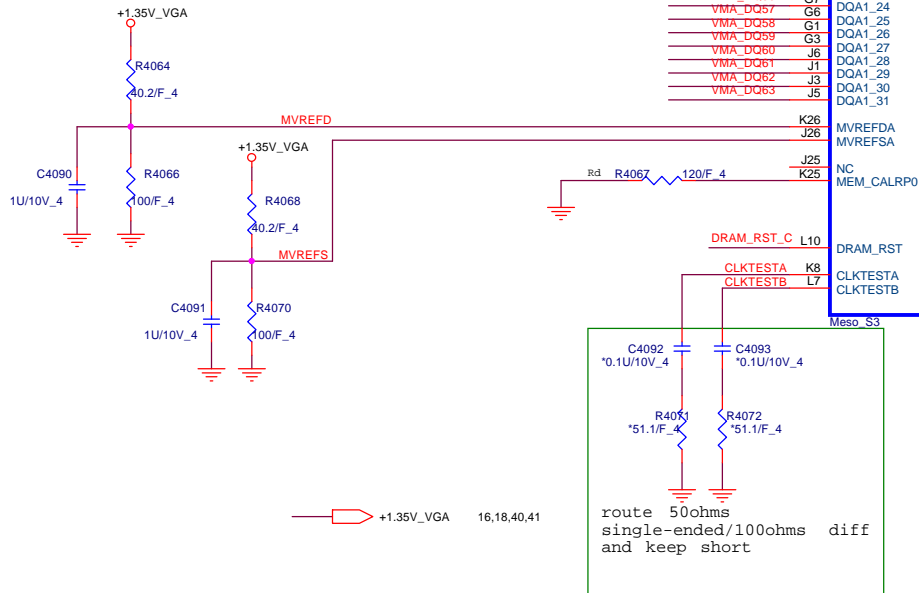 VMA_DQ57 G7 DQA1_24
VMA_DQ58 G6 DQA1_25
VMA_DQ59 G1 DQA1_26
VMA_DQ60 G3 DQA1_27
VMA_DQ61 J6 DQA1_28
VMA_DQ62 J1 DQA1_29
VMA_DQ63 J3 DQA1_30
J5 DQA1_31
+1.35V_VGA
R4064
40.2/F_4
MVREFD
K26 MVREFDA
J26 MVREFSA
+1.35V_VGA
C4090
1U/10V_4
R4066
100/F_4
J25 NC
Rd R4067 120/F_4 K25 MEM_CALRP0
R4068
40.2/F_4
MVREFS
DRAM_RST_C L10 DRAM_RST
CLKTESTA K8 CLKTESTA
CLKTESTB L7 CLKTESTB
C4091
1U/10V_4
R4070
100/F_4
Meso_S3
C4092
*0.1U/10V_4
C4093
*0.1U/10V_4
R4071
*51.1/F_4
R4072
*51.1/F_4
+1.35V_VGA 16,18,40,41
route 50ohms
single-ended/100ohms diff
and keep short